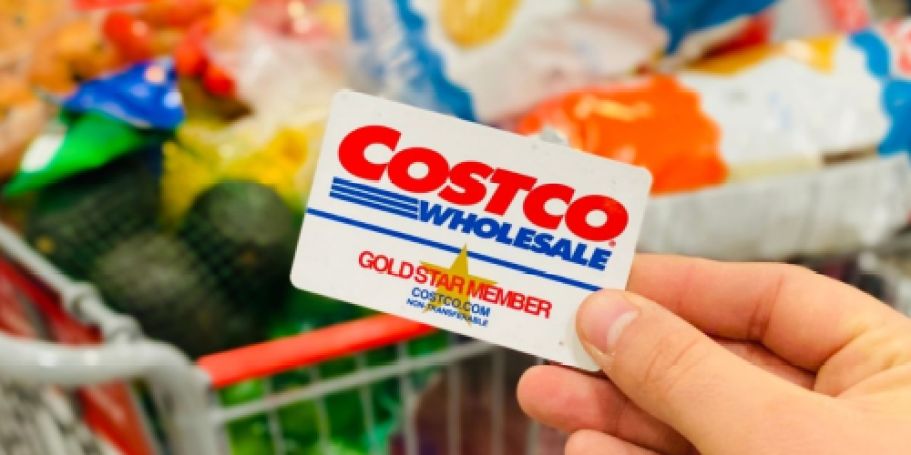 COSTCO®
WHOLESALE
GOLD STAR MEMBER
COSTCO.COM
NON-TRANSFERABLE